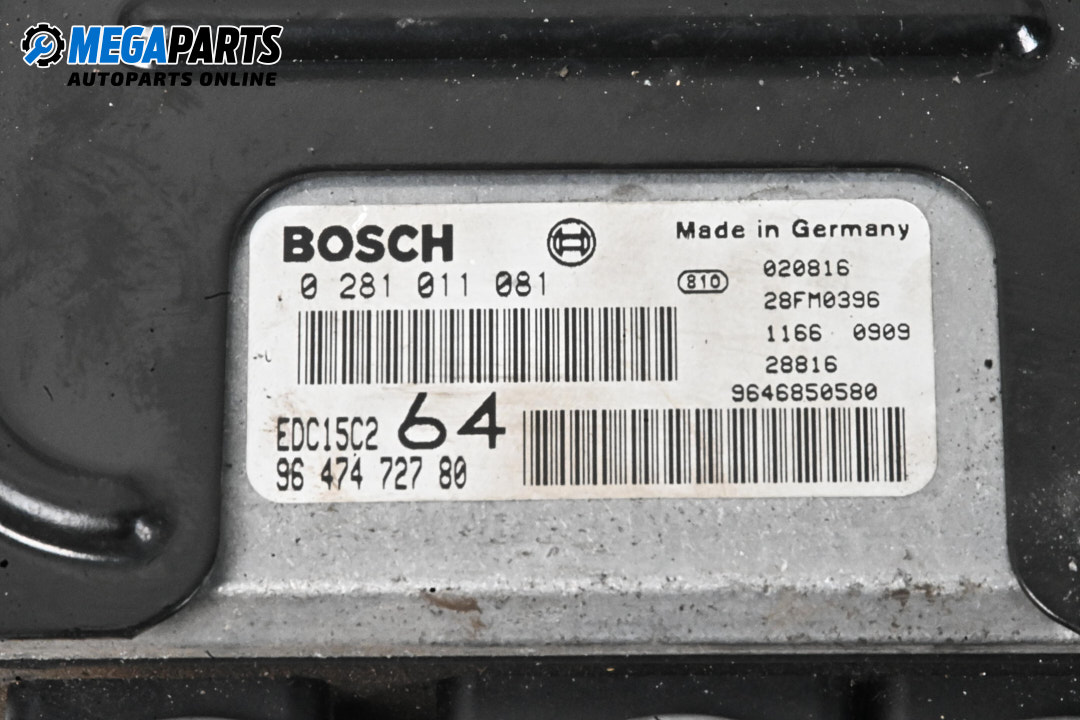 MEGAPARTS
AUTOPARTS ONLINE
BOSCH
Made in Germany
0 281 011 081
810
020816
28FM0396
1166 0909
28816
9646850580
EDC15C2 64
96 474 727 80